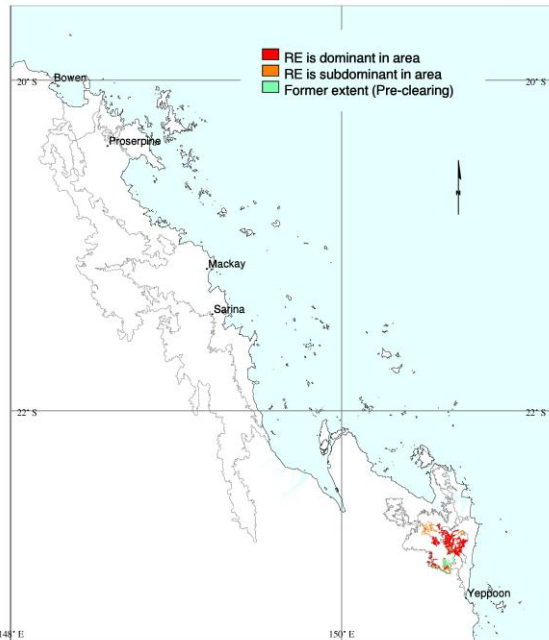 RE is dominant in area
RE is subdominant in area
Former extent (Pre-clearing)
20° S
20° S
Bowen
Proserpine
N
Mackay
Sarina
22° S
22° S
Yeppoon
148° E
150° E